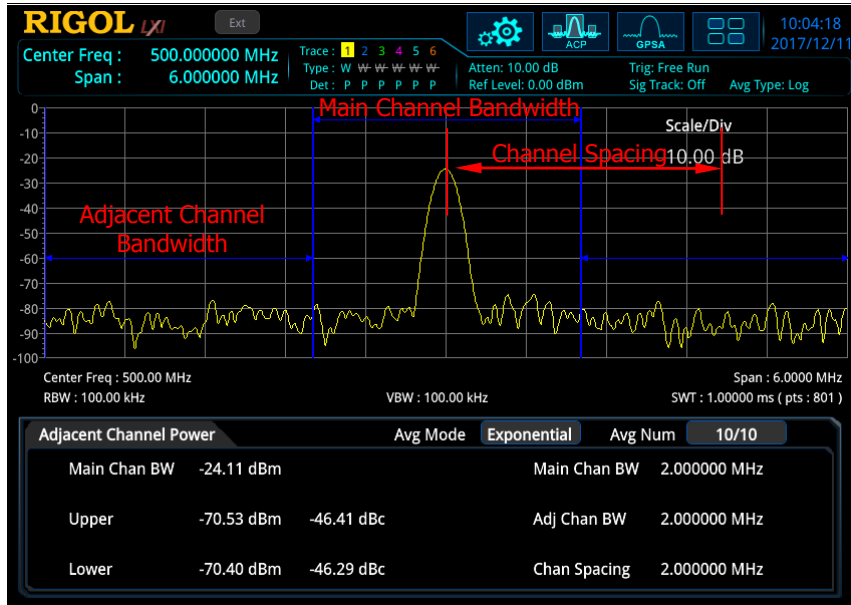 RIGOL LXI Ext 10:04:18
ACP GPSA 2017/12/11
Center Freq : 500.000000 MHz
Span : 6.000000 MHz
Trace : 1 2 3 4 5 6
Type : W W W W W W
Det : P P P P P P
Atten: 10.00 dB Trig: Free Run
Ref Level: 0.00 dBm Sig Track: Off Avg Type: Log
Main Channel Bandwidth
Scale/Div
10.00 dB
Channel Spacing
Adjacent Channel
Bandwidth
0
-10
-20
-30
-40
-50
-60
-70
-80
-90
-100
Center Freq : 500.00 MHz Span : 6.0000 MHz
RBW : 100.00 kHz VBW : 100.00 kHz SWT : 1.00000 ms ( pts : 801 )
Adjacent Channel Power Avg Mode Exponential Avg Num 10/10
Main Chan BW -24.11 dBm Main Chan BW 2.000000 MHz
Upper -70.53 dBm -46.41 dBc Adj Chan BW 2.000000 MHz
Lower -70.40 dBm -46.29 dBc Chan Spacing 2.000000 MHz